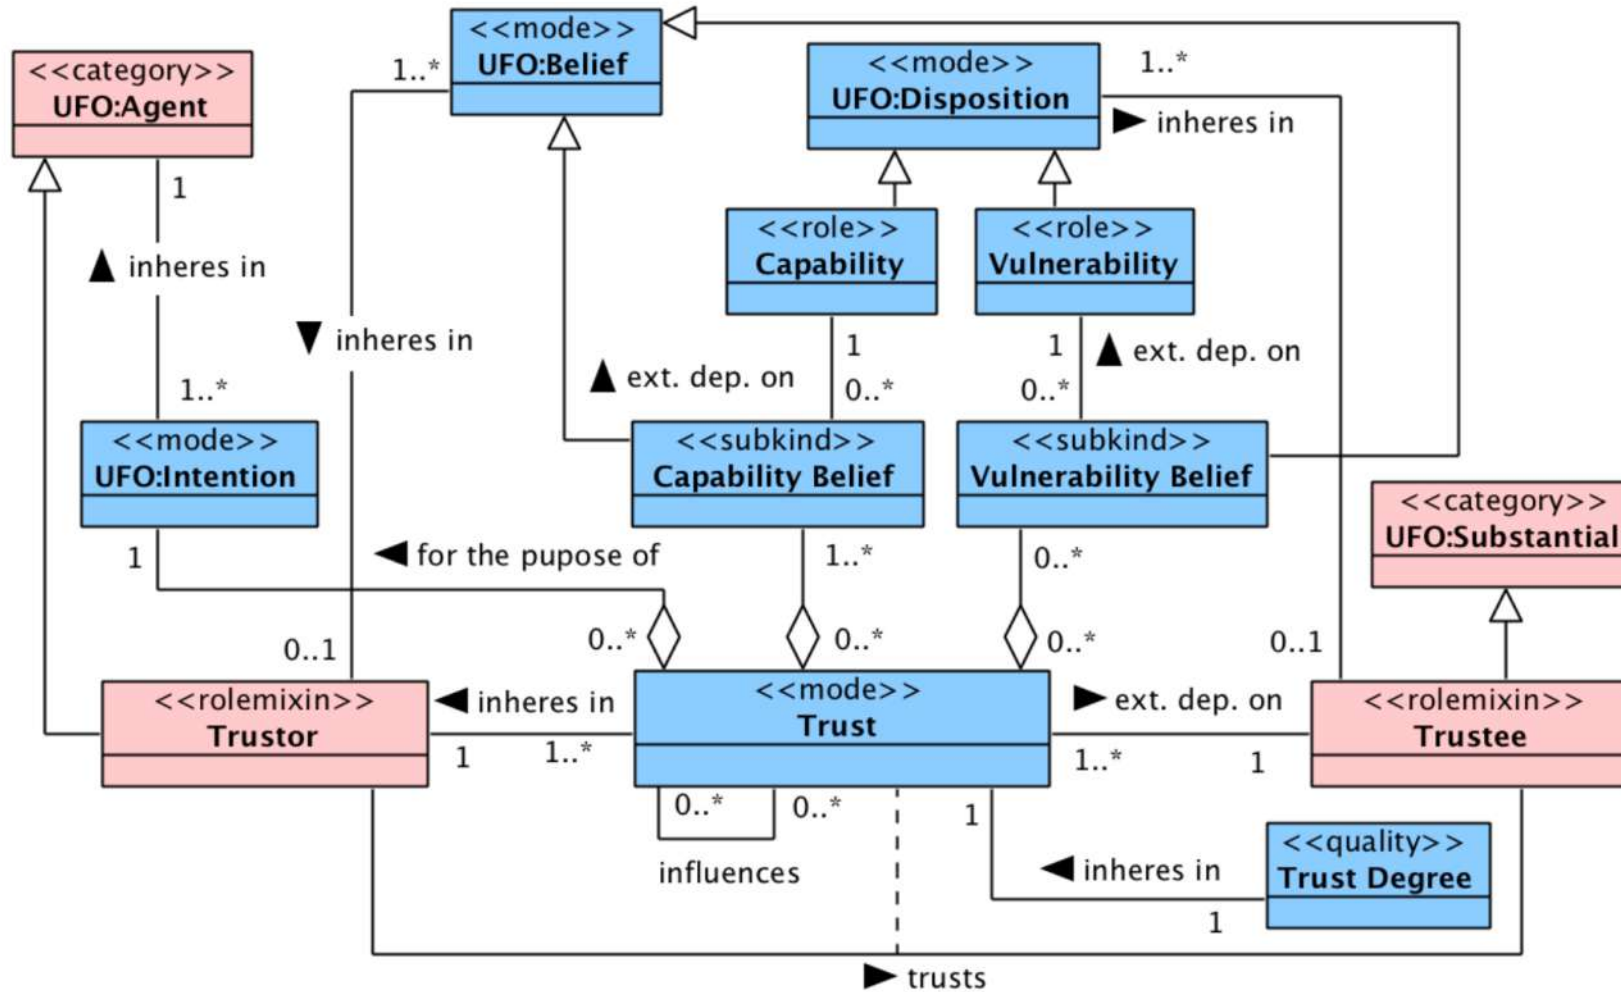 <<mode>>
UFO:Belief
<<category>>
UFO:Agent
1..*
<<mode>>
UFO:Disposition
1..*
inheres in
1
inheres in
<<role>>
Capability
<<role>>
Vulnerability
inheres in
1
1
ext. dep. on
ext. dep. on
1..*
0..*
0..*
<<mode>>
UFO:Intention
<<subkind>>
Capability Belief
<<subkind>>
Vulnerability Belief
<<category>>
UFO:Substantial
1
for the pupose of
1..*
0..*
0..1
0..*
0..*
0..*
0..1
<<rolemixin>>
Trustor
inheres in
1
1..*
<<mode>>
Trust
ext. dep. on
1..*
1
<<rolemixin>>
Trustee
0..*
0..*
influences
1
inheres in
1
<<quality>>
Trust Degree
trusts